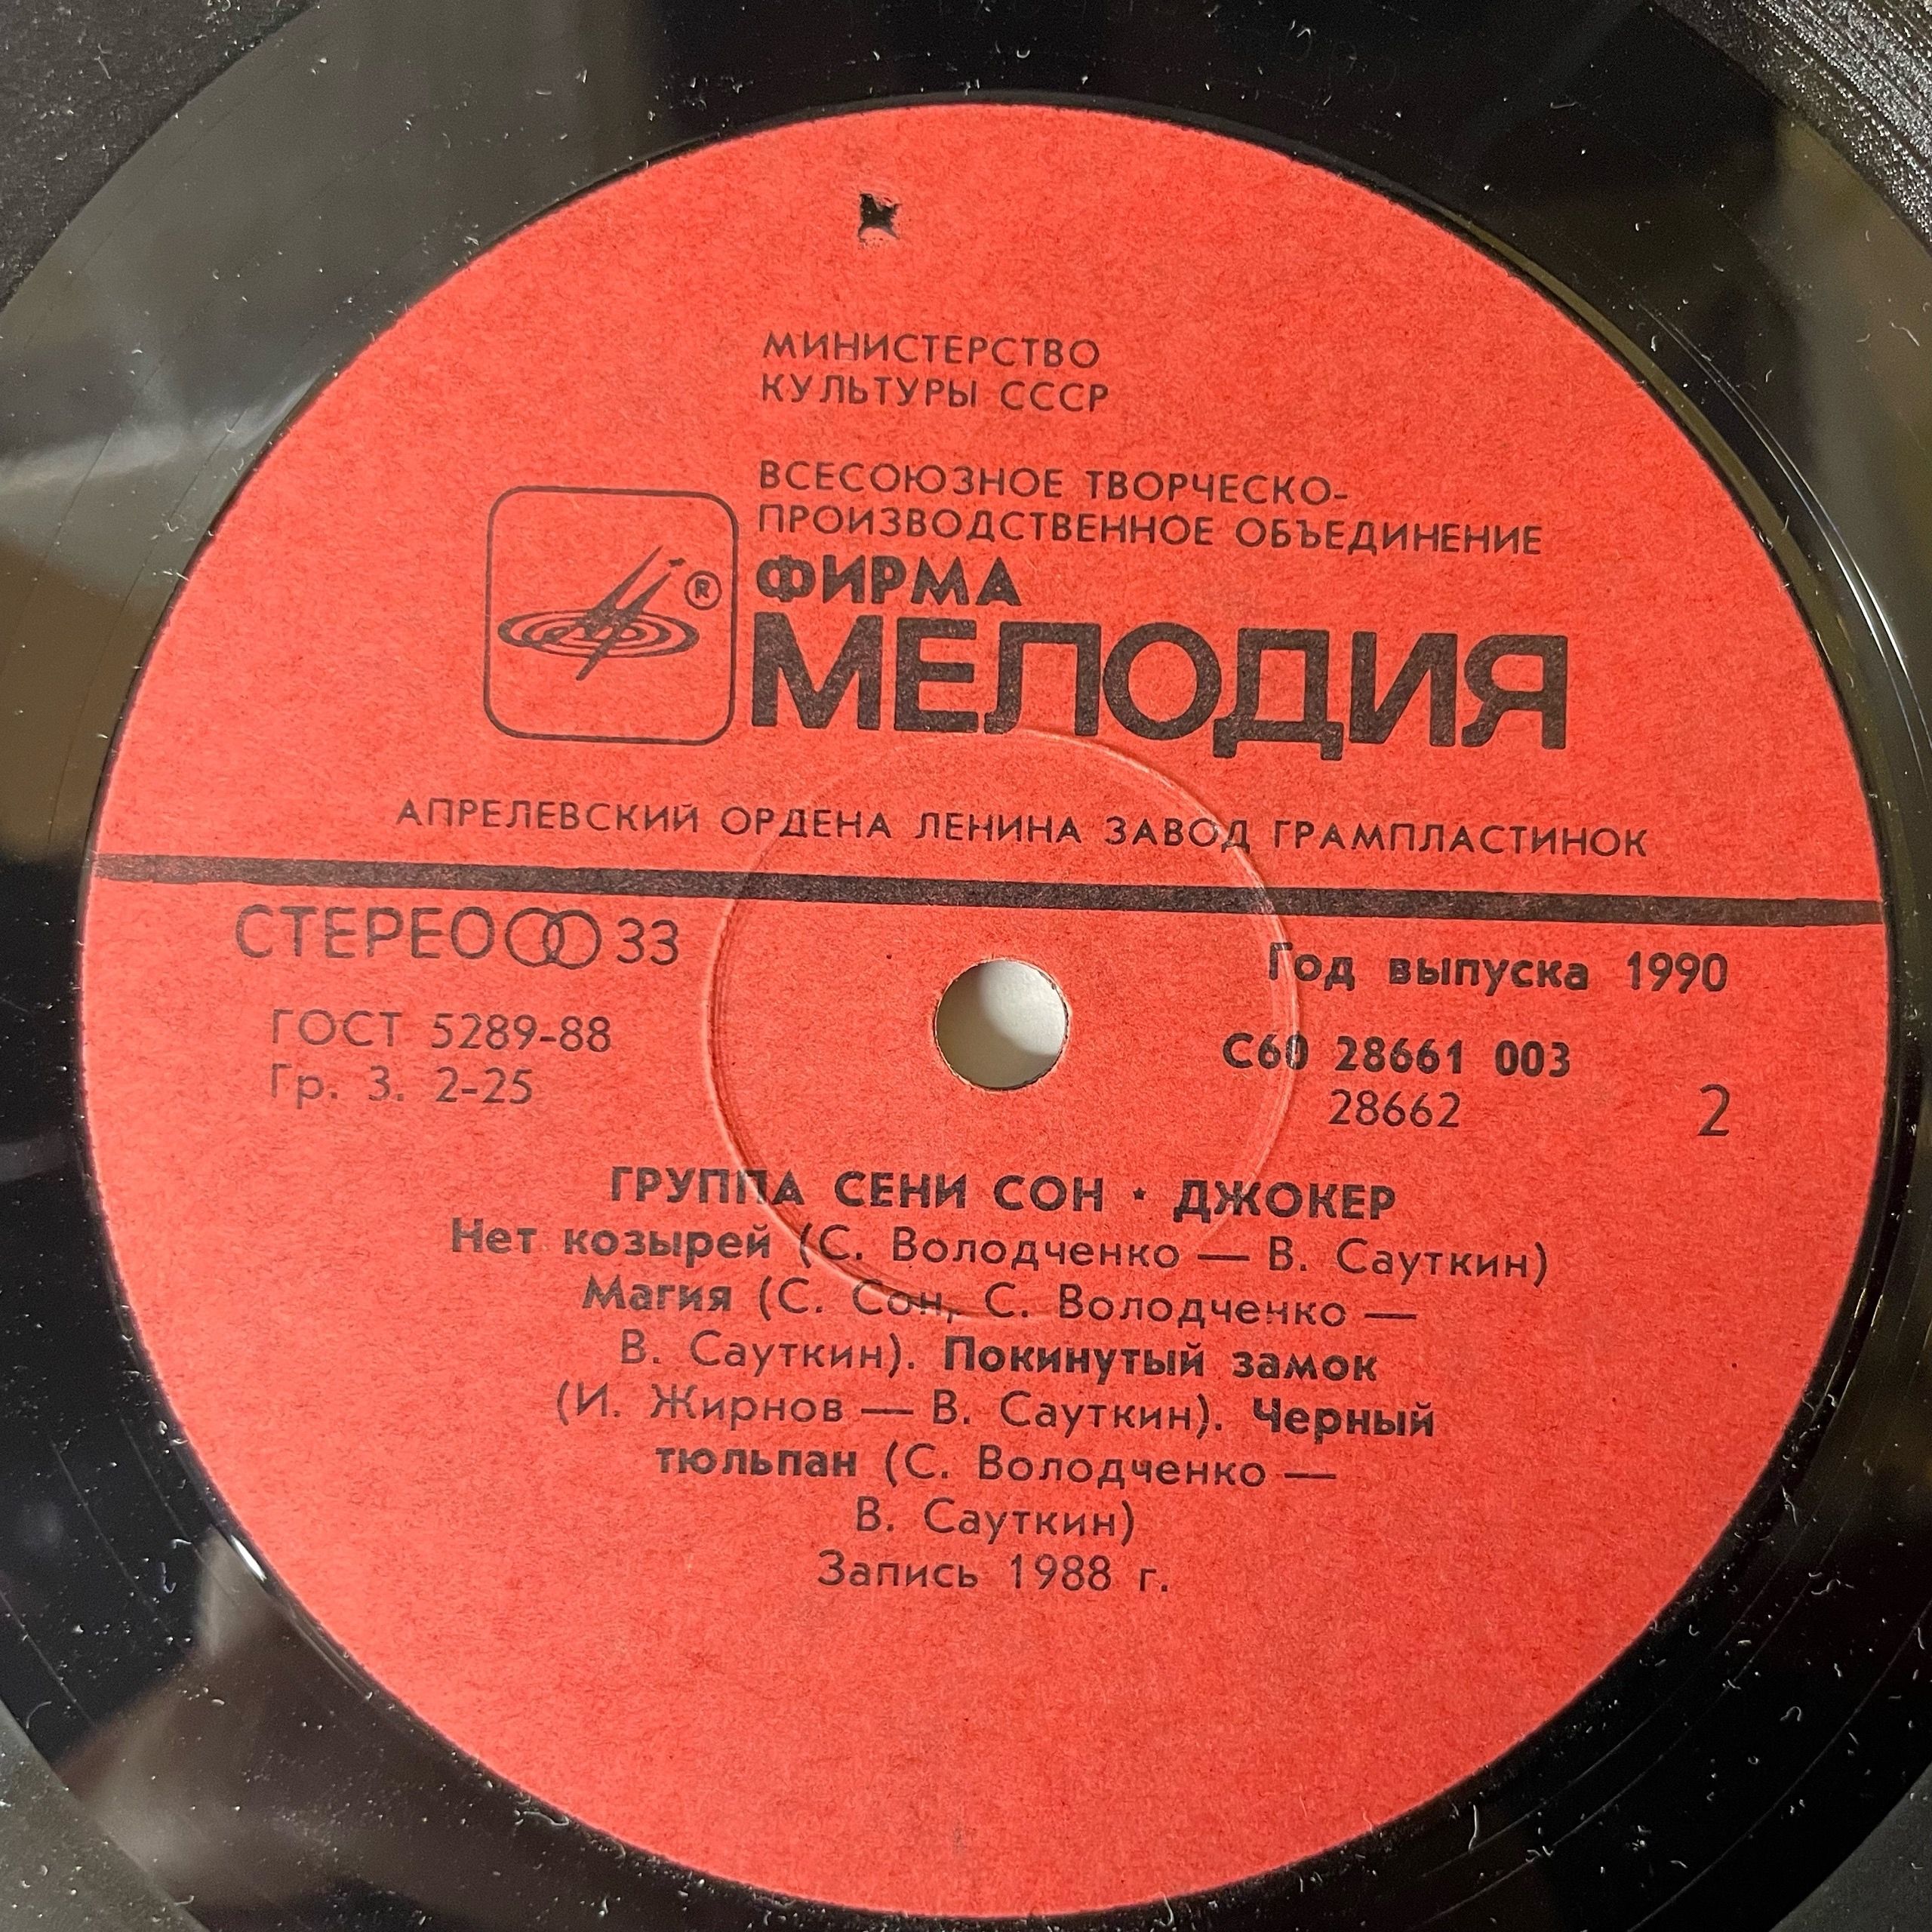 МИНИСТЕРСТВО
КУЛЬТУРЫ СССР
ВСЕСОЮЗНОЕ ТВОРЧЕСКО-
ПРОИЗВОДСТВЕННОЕ ОБЪЕДИНЕНИЕ
ФИРМА
®
МЕЛОДИЯ
АПРЕЛЕВСКИЙ ОРДЕНА ЛЕНИНА ЗАВОД ГРАМПЛАСТИНОК
СТЕРЕО 33
Год выпуска 1990
ГОСТ 5289-88
Гр. 3. 2-25
С60 28661 003
28662
2
ГРУППА СЕНИ СОН · ДЖОКЕР
Нет козырей (С. Володченко — В. Сауткин)
Магия (С. Сон, С. Володченко —
В. Сауткин). Покинутый замок
(И. Жирнов — В. Сауткин). Черный
тюльпан (С. Володченко —
В. Сауткин)
Запись 1988 г.